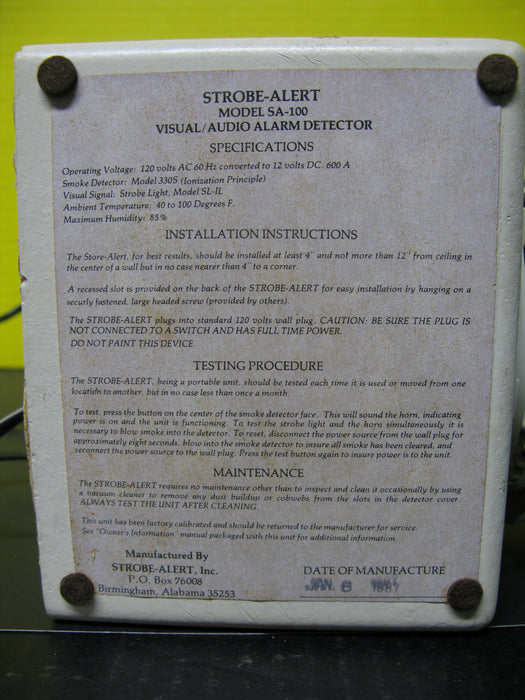 STROBE-ALERT
MODEL SA-100
VISUAL/AUDIO ALARM DETECTOR
SPECIFICATIONS
Operating Voltage: 120 volts AC 60 Hz converted to 12 volts DC. 600 A
Smoke Detector: Model 330S (Ionization Principle)
Visual Signal: Strobe Light, Model SL-IL
Ambient Temperature: 40 to 100 Degrees F.
Maximum Humidity: 85%
INSTALLATION INSTRUCTIONS
The Store-Alert, for best results, should be installed at least 4" and not more than 12" from ceiling in
the center of a wall but in no case nearer than 4" to a corner.
A recessed slot is provided on the back of the STROBE-ALERT for easy installation by hanging on a
securly fastened, large headed screw (provided by others).
The STROBE-ALERT plugs into standard 120 volts wall plug. CAUTION: BE SURE THE PLUG IS
NOT CONNECTED TO A SWITCH AND HAS FULL TIME POWER.
DO NOT PAINT THIS DEVICE
TESTING PROCEDURE
The STROBE-ALERT, being a portable unit, should be tested each time it is used or moved from one
location to another, but in no case less than once a month.
To test, press the button on the center of the smoke detector face. This will sound the horn, indicating
power is on and the unit is functioning. To test the strobe light and the horn simultaneously it is
necessary to blow smoke into the detector. To reset, disconnect the power source from the wall plug for
approximately eight seconds, blow into the smoke detector to insure all smoke has been cleared, and
reconnect the power source to the wall plug. Press the test button again to insure power is to the unit.
MAINTENANCE
The STROBE-ALERT requires no maintenance other than to inspect and clean it occasionally by using
a vacuum cleaner to remove any dust buildup or cobwebs from the slots in the detector cover.
ALWAYS TEST THE UNIT AFTER CLEANING.
This unit has been factory calibrated and should be returned to the manufacturer for service.
See "Owner's Information" manual packaged with this unit for additional information.
Manufactured By
STROBE-ALERT, Inc.
P.O. Box 76008
Birmingham, Alabama 35253
DATE OF MANUFACTURE
JAN. 8